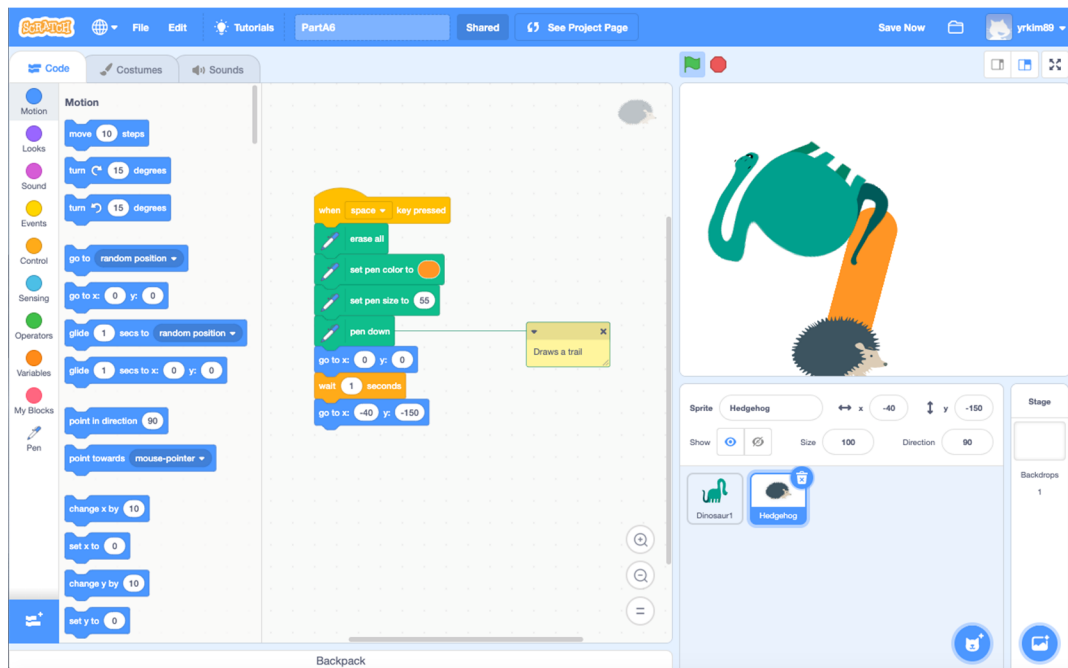 SCRATCH File Edit Tutorials PartA6 Shared See Project Page Save Now yrkim89
Code Costumes Sounds
Motion
Looks
Sound
Events
Control
Sensing
Operators
Variables
My Blocks
Pen
Motion
move 10 steps
turn 15 degrees
turn 15 degrees
go to random position
go to x: 0 y: 0
glide 1 secs to random position
glide 1 secs to x: 0 y: 0
point in direction 90
point towards mouse-pointer
change x by 10
set x to 0
change y by 10
set y to 0
when space key pressed
erase all
set pen color to
set pen size to 55
pen down
go to x: 0 y: 0
wait 1 seconds
go to x: -40 y: -150
Draws a trail
Sprite Hedgehog x -40 y -150
Show Size 100 Direction 90
Dinosaur1
Hedgehog
Stage
Backdrops
1
Backpack